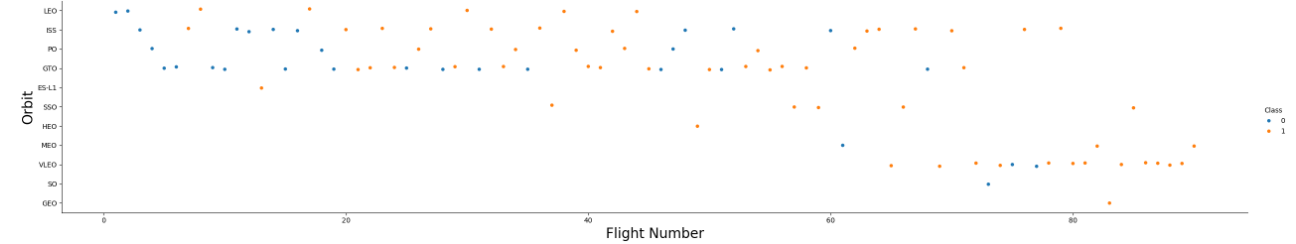 LEO
ISS
PO
GTO
ES-L1
SSO
HEO
MEO
VLEO
SO
GEO
Orbit
0 20 40 60 80
Flight Number
Class
0
1